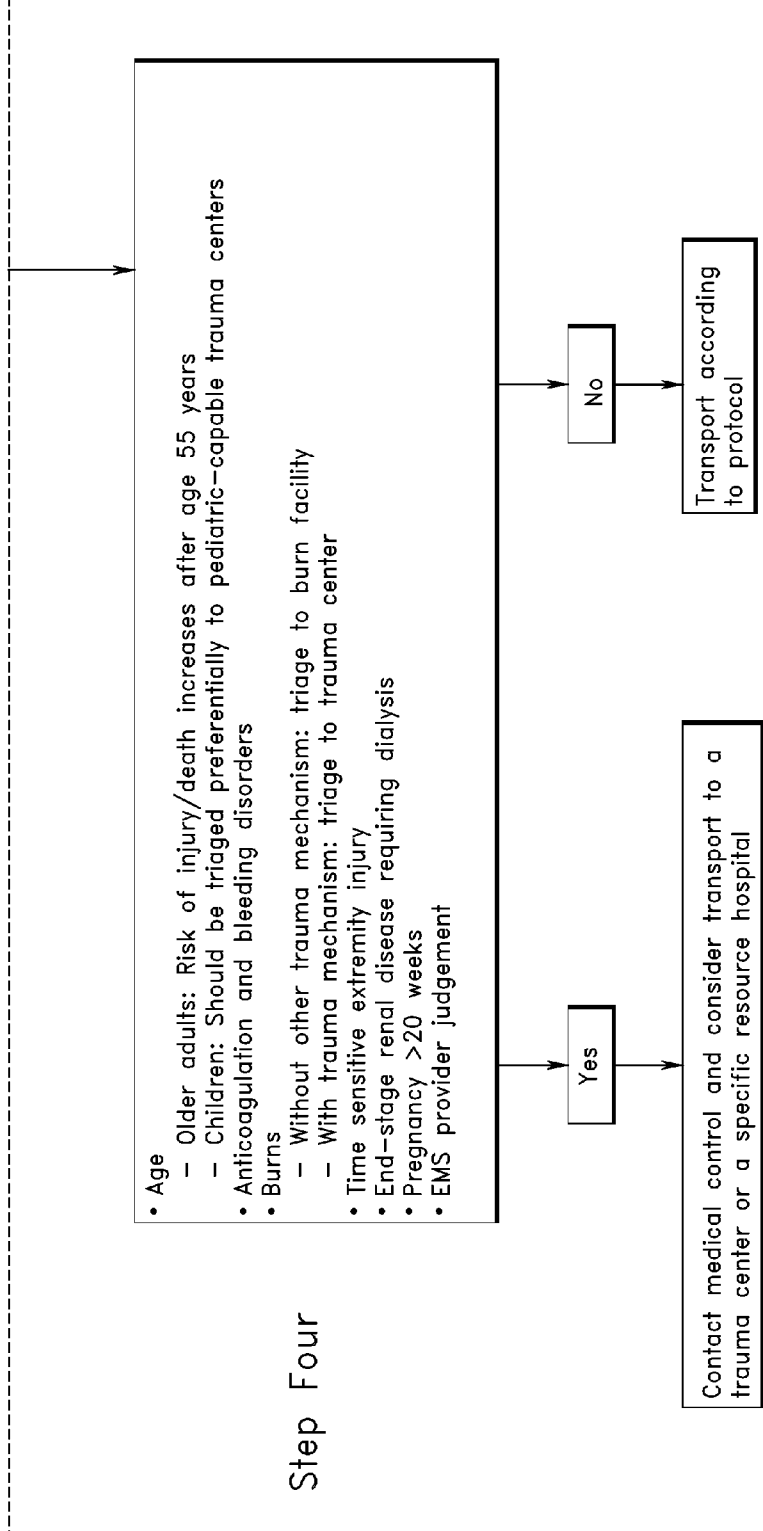 Step Four
• Age
– Older adults: Risk of injury/death increases after age 55 years
– Children: Should be triaged preferentially to pediatric–capable trauma centers
• Anticoagulation and bleeding disorders
• Burns
– Without other trauma mechanism: triage to burn facility
– With trauma mechanism: triage to trauma center
• Time sensitive extremity injury
• End–stage renal disease requiring dialysis
• Pregnancy >20 weeks
• EMS provider judgement
Yes
Contact medical control and consider transport to a
trauma center or a specific resource hospital
No
Transport according
to protocol